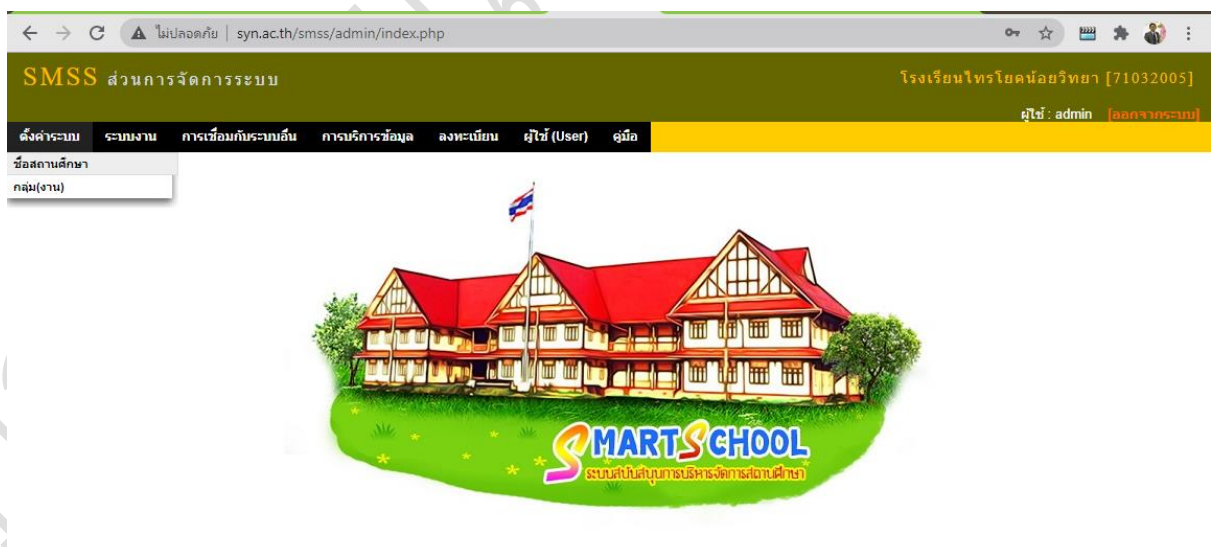 ไม่ปลอดภัย | syn.ac.th/smss/admin/index.php
SMSS ส่วนการจัดการระบบ
โรงเรียนไทรโยคน้อยวิทยา [71032005]
ผู้ใช้ : admin [ออกจากระบบ]
ตั้งค่าระบบ ระบบงาน การเชื่อมกับระบบอื่น การบริการข้อมูล ลงทะเบียน ผู้ใช้ (User) คู่มือ
ชื่อสถานศึกษา
กลุ่ม(งาน)
SMARTSCHOOL
ระบบสนับสนุนการบริหารจัดการสถานศึกษา